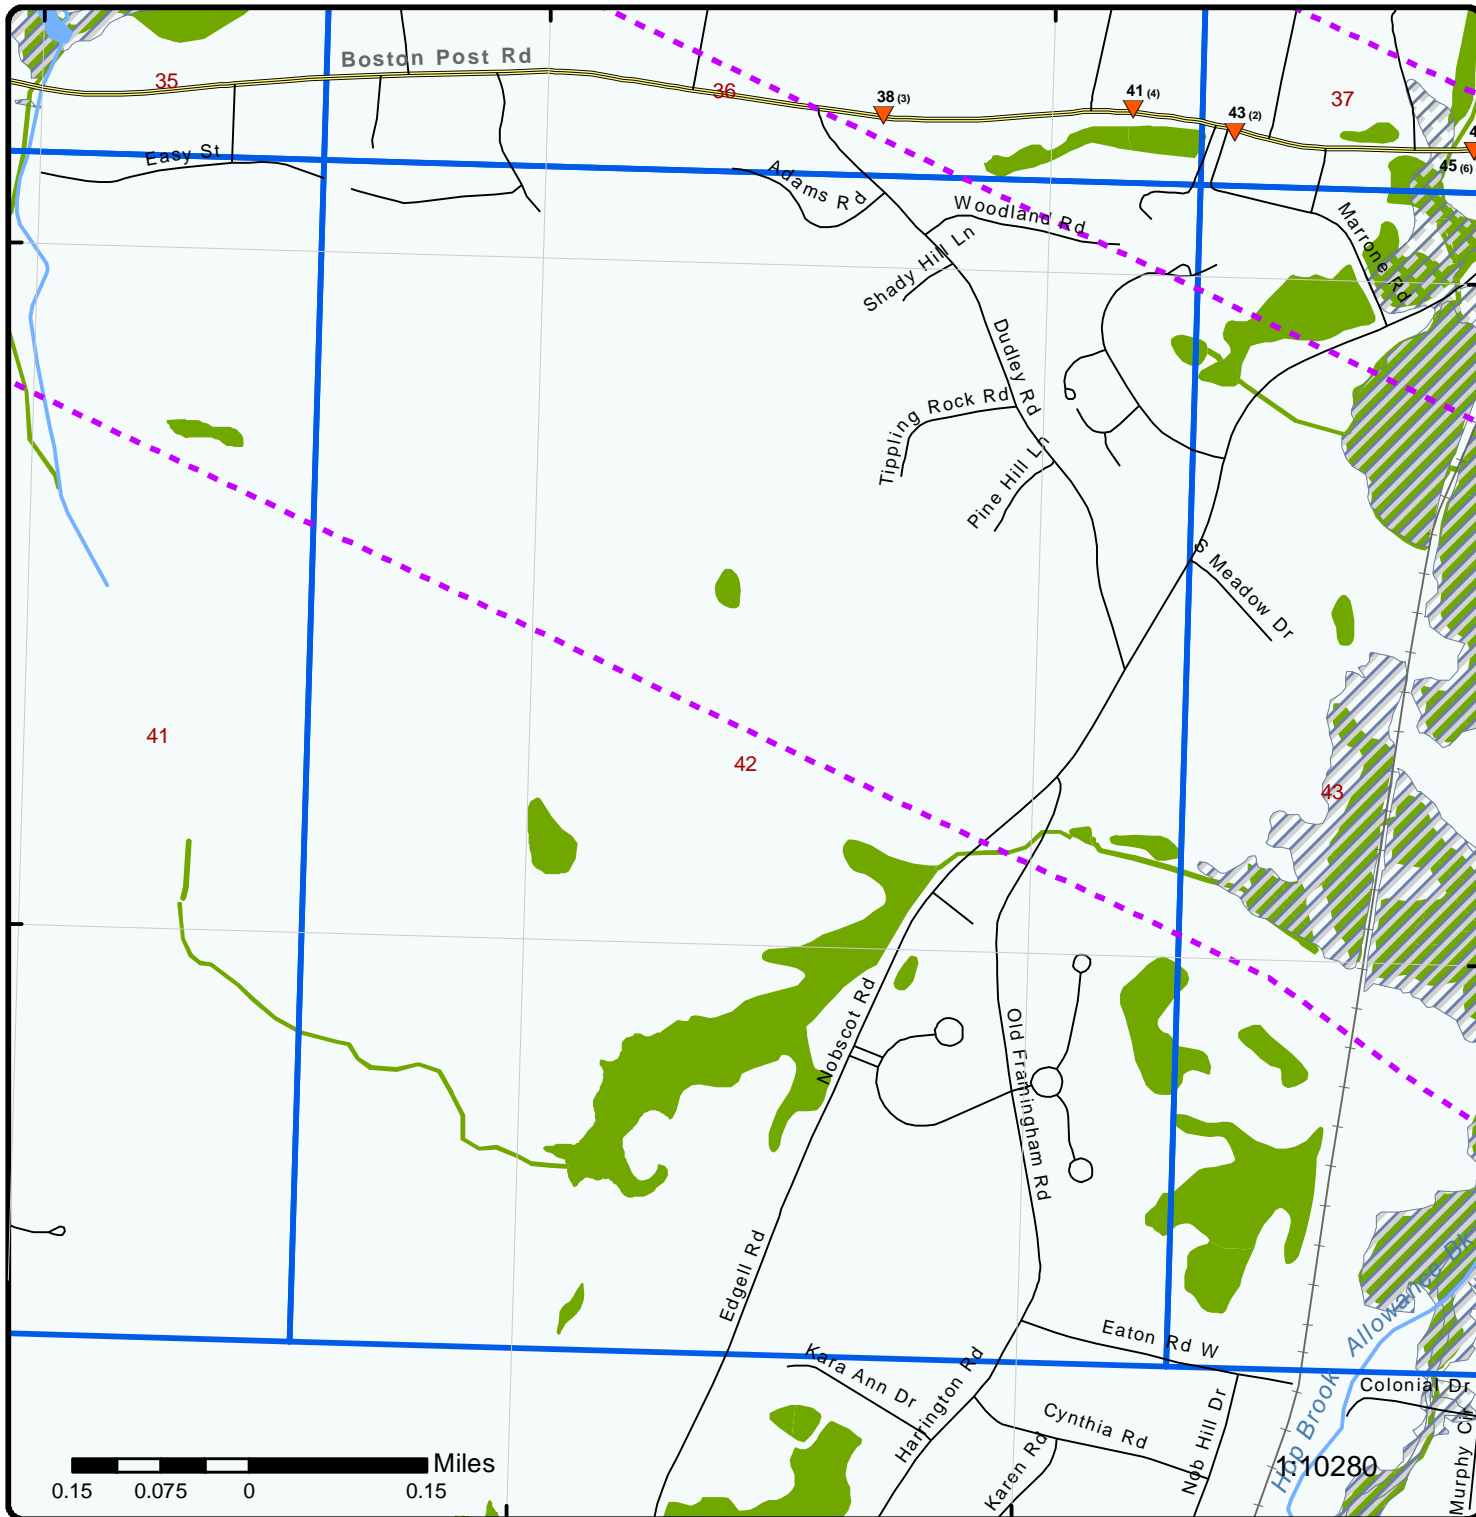 Boston Post Rd
35
36
38 (3)
41 (4)
43 (2)
37
4
45 (6)
Easy St
Adams Rd
Woodland Rd
Shady Hill Ln
Marrone Rd
Dudley Rd
Tippling Rock Rd
Pine Hill Ln
S Meadow Dr
41
42
43
Nobscot Rd
Old Framingham Rd
Edgell Rd
Allowance Bk
Eaton Rd W
Kara Ann Dr
Harrington Rd
Colonial Dr
Cynthia Rd
Nob Hill Dr
Hop Brook
Karen Rd
Murphy Cir
1:10280
Miles
0.15 0.075 0 0.15